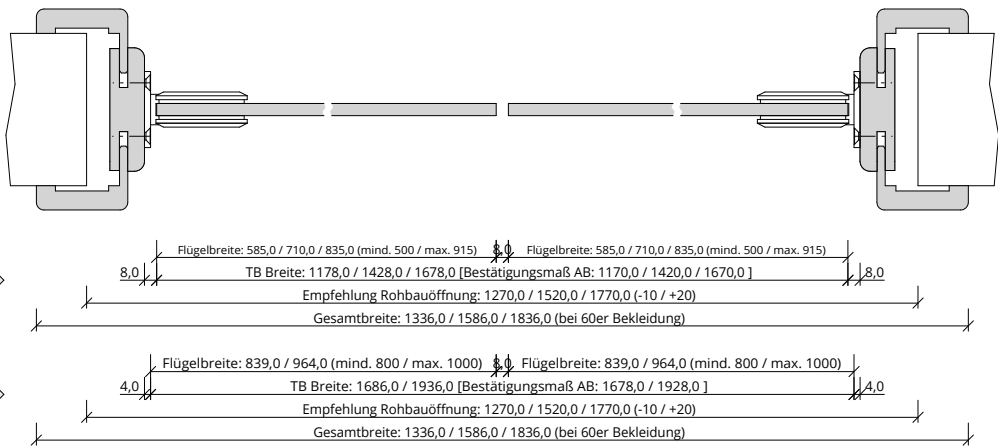 Flügelbreite: 585,0 / 710,0 / 835,0 (mind. 500 / max. 915) 8,0 Flügelbreite: 585,0 / 710,0 / 835,0 (mind. 500 / max. 915)
8,0 TB Breite: 1178,0 / 1428,0 / 1678,0 [Bestätigungsmaß AB: 1170,0 / 1420,0 / 1670,0 ] 8,0
Empfehlung Rohbauöffnung: 1270,0 / 1520,0 / 1770,0 (-10 / +20)
Gesamtbreite: 1336,0 / 1586,0 / 1836,0 (bei 60er Bekleidung)
Flügelbreite: 839,0 / 964,0 (mind. 800 / max. 1000) 8,0 Flügelbreite: 839,0 / 964,0 (mind. 800 / max. 1000)
4,0 TB Breite: 1686,0 / 1936,0 [Bestätigungsmaß AB: 1678,0 / 1928,0 ] 4,0
Empfehlung Rohbauöffnung: 1270,0 / 1520,0 / 1770,0 (-10 / +20)
Gesamtbreite: 1336,0 / 1586,0 / 1836,0 (bei 60er Bekleidung)